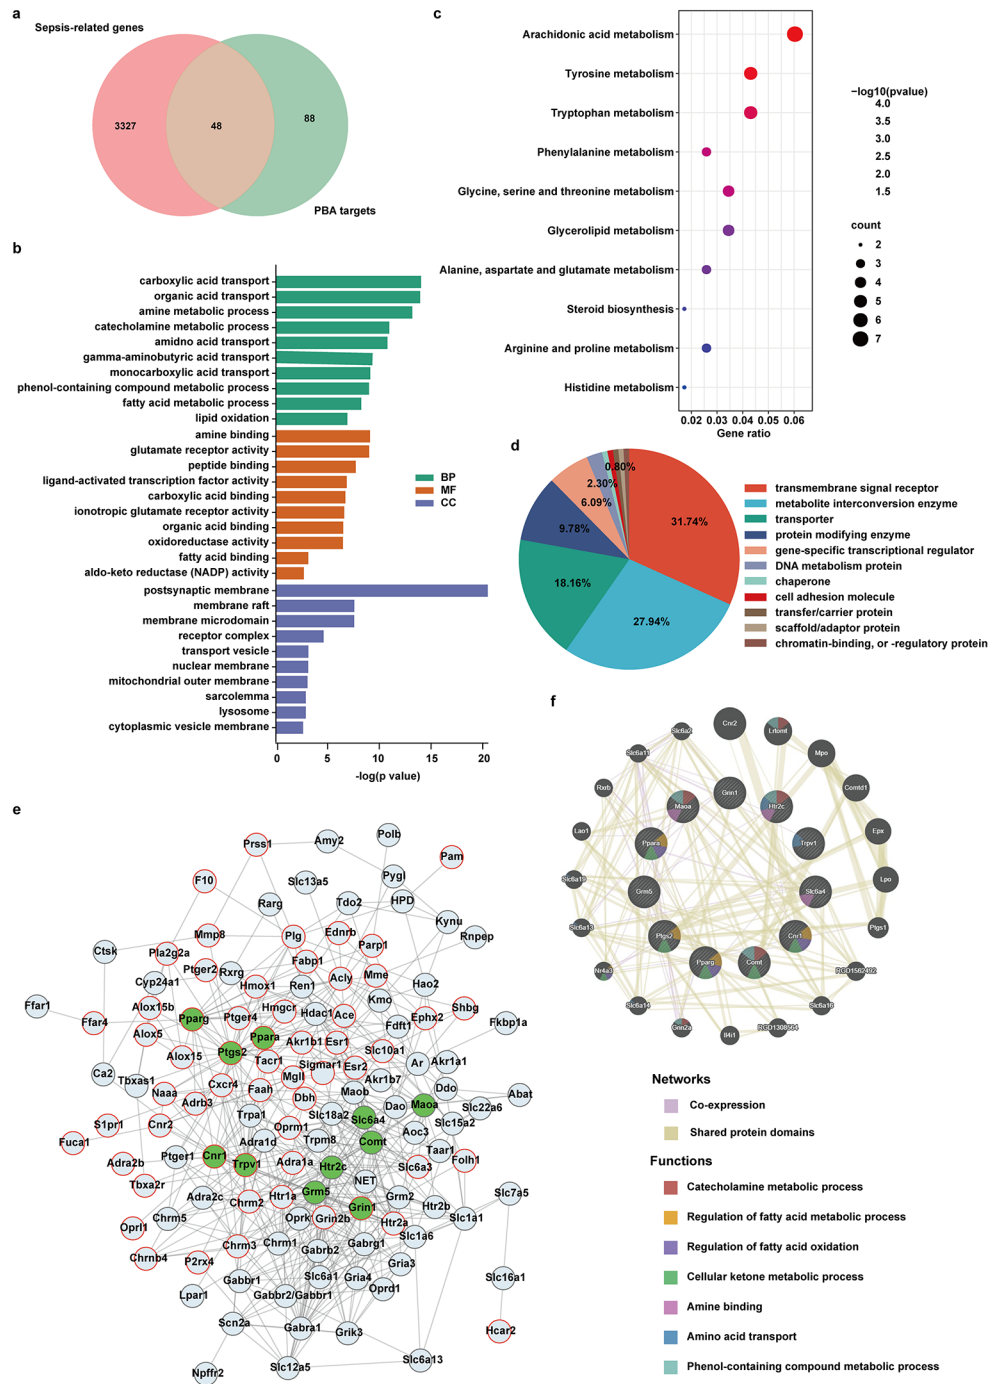 a
Sepsis-related genes
3327
48
88
PBA targets
b
carboxylic acid transport
organic acid transport
amine metabolic process
catecholamine metabolic process
amidno acid transport
gamma-aminobutyric acid transport
monocarboxylic acid transport
phenol-containing compound metabolic process
fatty acid metabolic process
lipid oxidation
amine binding
glutamate receptor activity
peptide binding
ligand-activated transcription factor activity
carboxylic acid binding
ionotropic glutamate receptor activity
organic acid binding
oxidoreductase activity
fatty acid binding
aldo-keto reductase (NADP) activity
postsynaptic membrane
membrane raft
membrane microdomain
receptor complex
transport vesicle
nuclear membrane
mitochondrial outer membrane
sarcolemma
lysosome
cytoplasmic vesicle membrane
0 5 10 15 20
-log(p value)
BP
MF
CC
c
Arachidonic acid metabolism
Tyrosine metabolism
Tryptophan metabolism
Phenylalanine metabolism
Glycine, serine and threonine metabolism
Glycerolipid metabolism
Alanine, aspartate and glutamate metabolism
Steroid biosynthesis
Arginine and proline metabolism
Histidine metabolism
0.02 0.03 0.04 0.05 0.06
Gene ratio
−log10(pvalue)
4.0
3.5
3.0
2.5
2.0
1.5
count
2
3
4
5
6
7
d
0.80%
2.30%
6.09%
9.78%
18.16%
27.94%
31.74%
transmembrane signal receptor
metabolite interconversion enzyme
transporter
protein modifying enzyme
gene-specific transcriptional regulator
DNA metabolism protein
chaperone
cell adhesion molecule
transfer/carrier protein
scaffold/adaptor protein
chromatin-binding, or -regulatory protein
e
Polb
Amy2
Prss1
Pam
Pygl
F10
Slc13a5
Tdo2
HPD
Rarg
Kynu
Rnpep
Mmp8
Plg
Ednrb
Parp1
Ctsk
Pla2g2a
Ptger2
Rxrg
Fabp1
Cyp24a1
Hmox1
Ren1
Acly
Mme
Hao2
Kmo
Ffar1
Ffar4
Alox15b
Pparg
Ptger4
Hmgcr
Hdac1
Ace
Ephx2
Shbg
Fdft1
Fkbp1a
Alox5
Ppara
Akr1b1
Esr1
Alox15
Ptgs2
Tacr1
Slc10a1
Ar
Akr1a1
Sigmar1
Esr2
Ca2
Tbxas1
Cxcr4
Mgll
Akr1b7
Ddo
Naaa
Faah
Dbh
Maob
Abat
Adrb3
Dao
Maoa
Slc22a6
S1pr1
Cnr2
Trpa1
Slc18a2
Slc6a4
Slc15a2
Oprm1
Fuca1
Adra1d
Trpm8
Comt
Aoc3
Taar1
Ptger1
Cnr1
Trpv1
Adra1a
Htr2c
Slc6a3
Folh1
Adra2b
NET
Tbxa2r
Adra2c
Htr1a
Grm5
Grm2
Slc7a5
Chrm2
Grin1
Htr2b
Oprl1
Chrm5
Oprk
Grin2b
Htr2a
Slc1a1
Chrnb4
Chrm3
Chrm1
Gabrb2
Gabrg1
Slc1a6
P2rx4
Gabbr1
Slc6a1
Gria4
Gria3
Slc16a1
Lpar1
Gabbr2/Gabbr1
Oprd1
Scn2a
Gabra1
Grik3
Hcar2
Npffr2
Slc12a5
Slc6a13
f
Cnr2
Slc6a2
Lrtomt
Slc6a11
Mpo
Rxrb
Grin1
Comtd1
Maoa
Htr2c
Lao1
Ppara
Trpv1
Epx
Slc6a19
Grm5
Slc6a4
Lpo
Slc6a13
Ptgs2
Cnr1
Ptgs1
Pparg
Comt
Nr4a3
RGD1562492
Slc6a14
Slc6a16
Grin2a
Il4i1
RGD1308564
Networks
Co-expression
Shared protein domains
Functions
Catecholamine metabolic process
Regulation of fatty acid metabolic process
Regulation of fatty acid oxidation
Cellular ketone metabolic process
Amine binding
Amino acid transport
Phenol-containing compound metabolic process